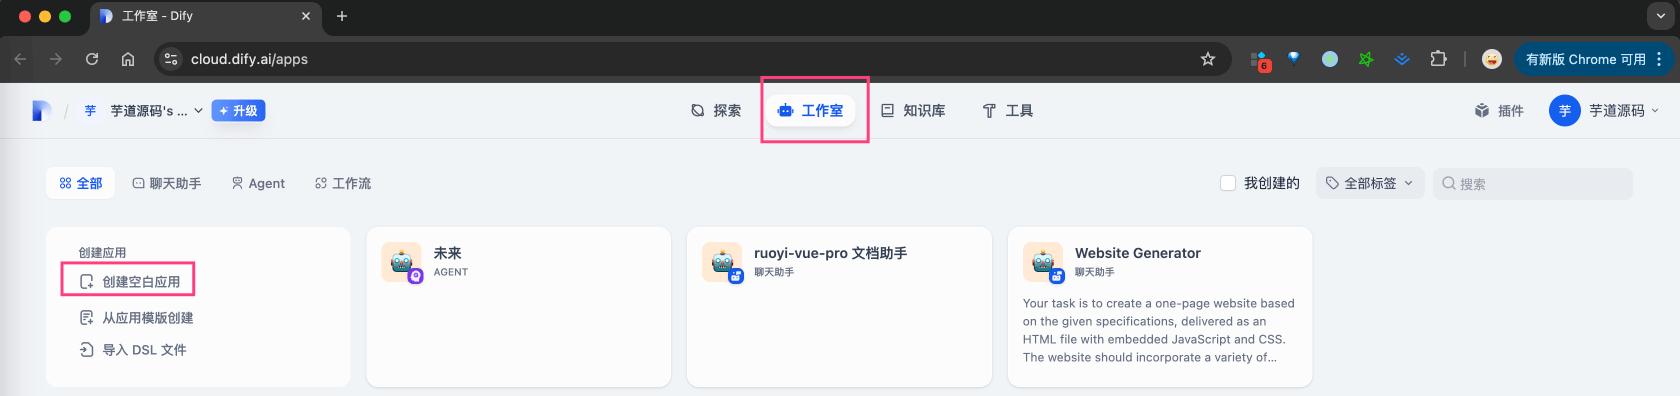 工作室 - Dify
cloud.dify.ai/apps
6
有新版 Chrome 可用
芋 芋道源码's ... 升级
探索 工作室 知识库 工具
插件 芋 芋道源码
全部 聊天助手 Agent 工作流
我创建的 全部标签 搜索
创建应用
创建空白应用
从应用模版创建
导入 DSL 文件
未来
AGENT
ruoyi-vue-pro 文档助手
聊天助手
Website Generator
聊天助手
Your task is to create a one-page website based
on the given specifications, delivered as an
HTML file with embedded JavaScript and CSS.
The website should incorporate a variety of...